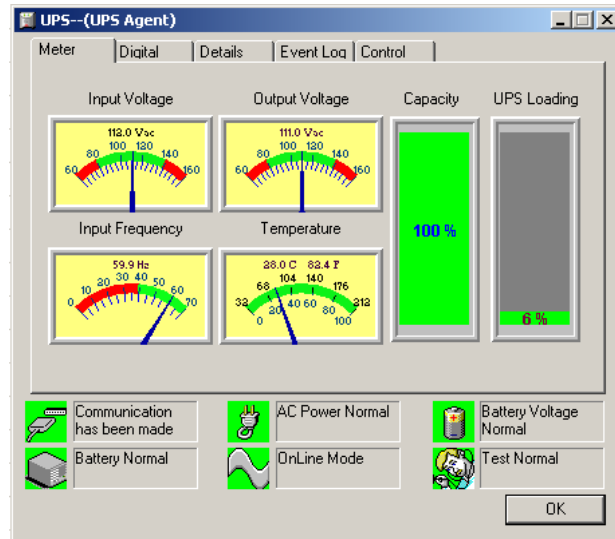 UPS--(UPS Agent)
Meter Digital Details Event Log Control
Input Voltage Output Voltage Capacity UPS Loading
112.0 Vac
60 80 100 120 140 160
111.0 Vac
60 80 100 120 140 160
100 %
6 %
Input Frequency Temperature
59.9 Hz
0 10 20 30 40 50 60 70
28.0 C 82.4 F
32 68 104 140 176 212
0 20 40 60 80 100
Communication
has been made
AC Power Normal
Battery Voltage
Normal
Battery Normal
OnLine Mode
Test Normal
OK